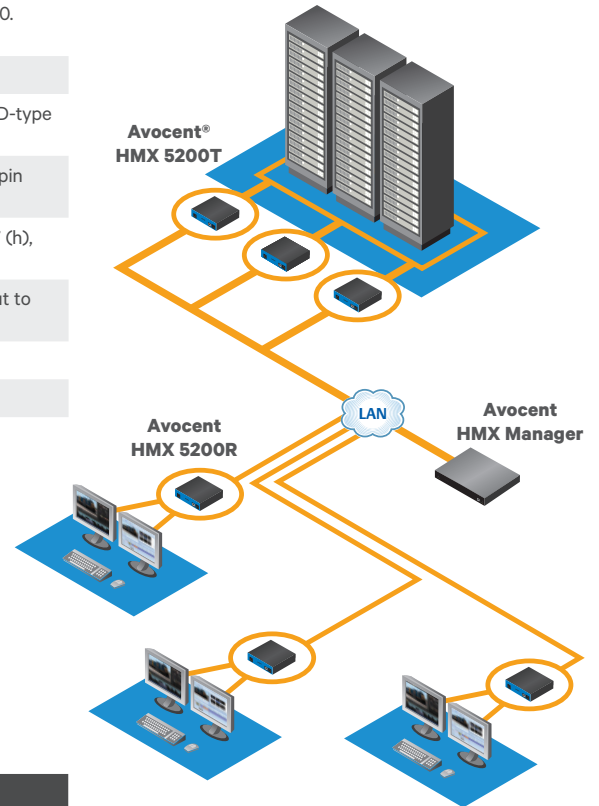 0.
D-type
pin
(h),
ut to
Avocent®
HMX 5200T
LAN
Avocent
HMX Manager
Avocent
HMX 5200R